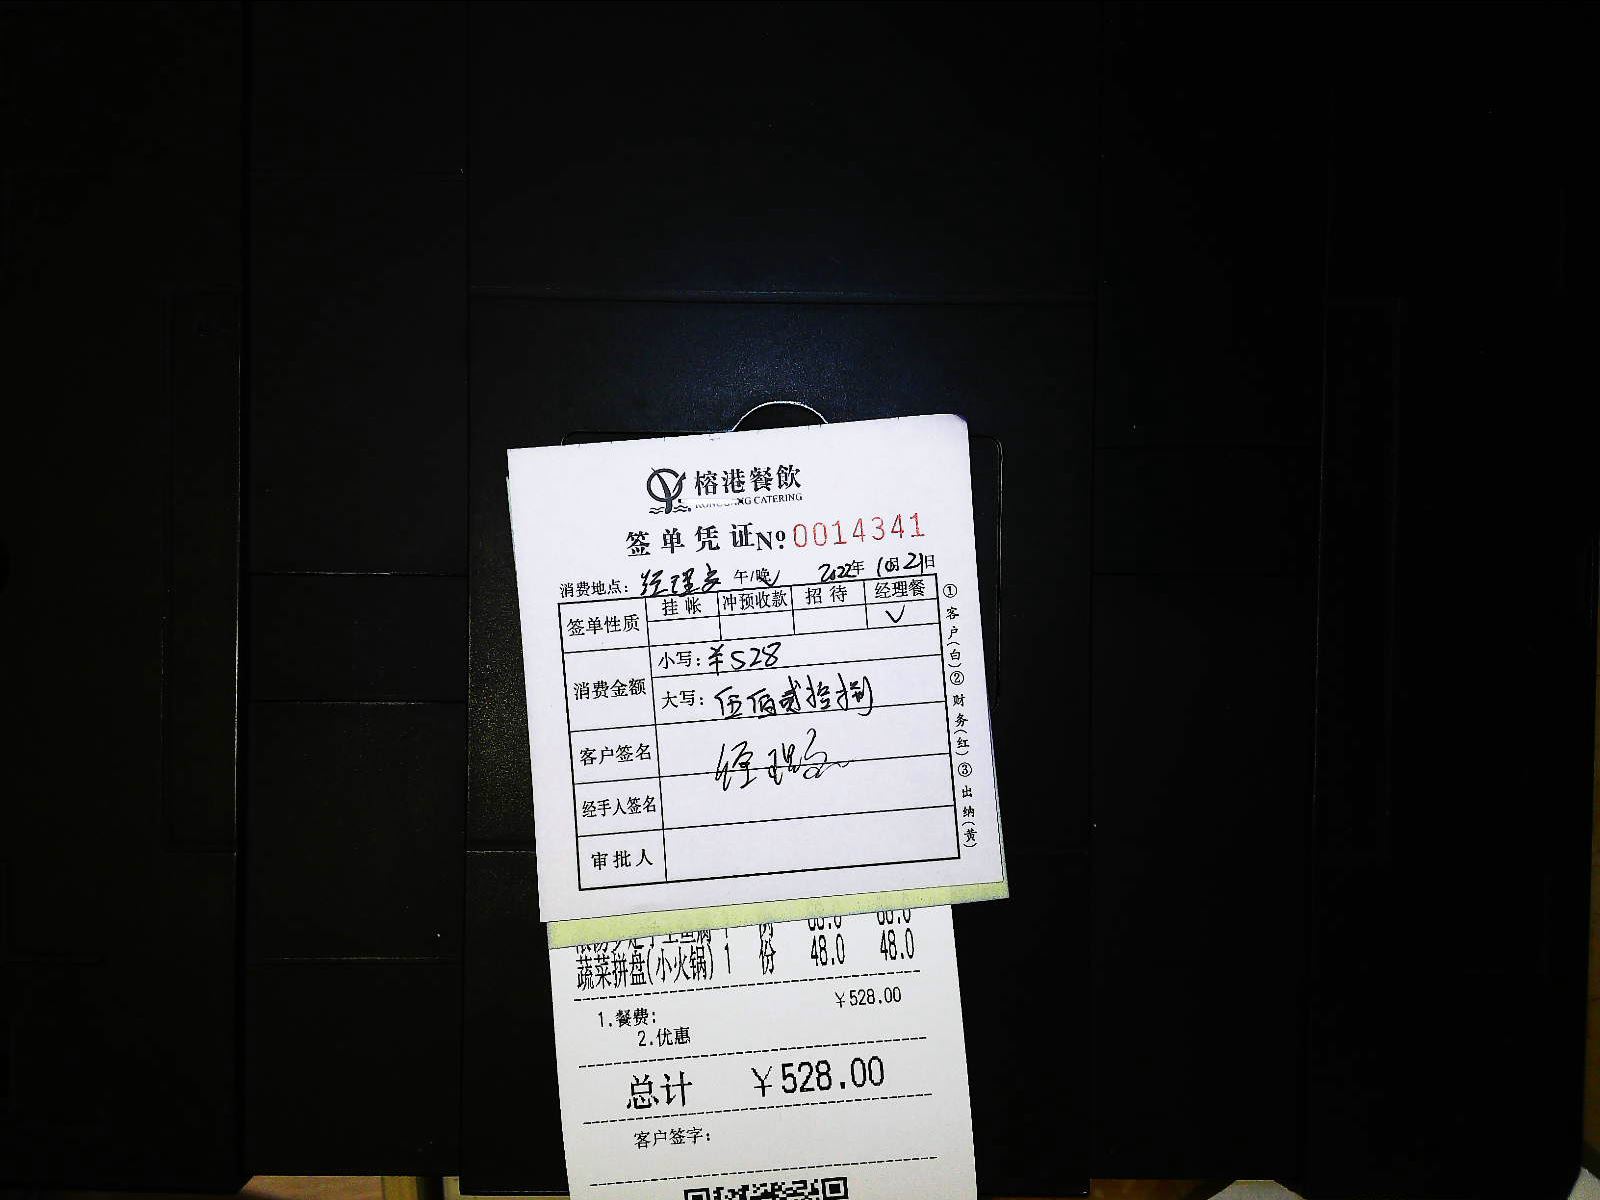 榕港餐飲
RONGGANG CATERING
签单凭证 № 0014341
消费地点: 经理安 午/晚 2022年10月21日
签单性质 挂帐 冲预收款 招待 经理餐
✓
消费金额 小写: ¥528
大写: 伍佰贰拾捌
客户签名
经手人签名
审批人
①客户(白)②财务(红)③出纳(黄)
蔬菜拼盘(小火锅) 1 份 48.0 48.0
1.餐费: ¥528.00
2.优惠
总计 ¥528.00
客户签字: